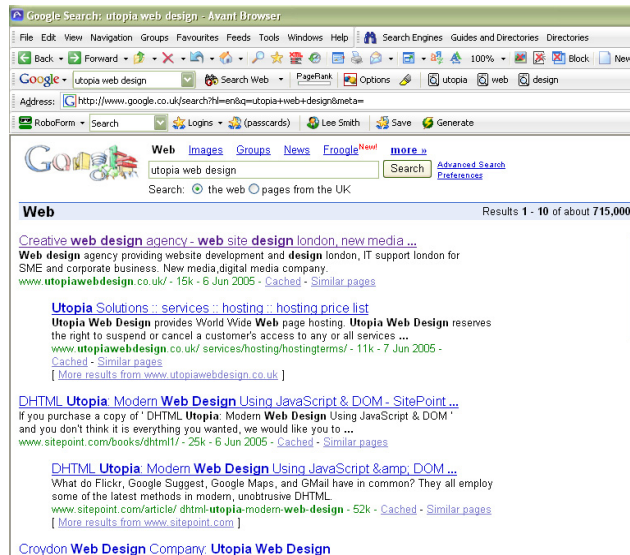 Google Search: utopia web design - Avant Browser
File Edit View Navigation Groups Favourites Feeds Tools Windows Help Search Engines Guides and Directories Directories
Back Forward 100% Block New
Google utopia web design Search Web PageRank Options utopia web design
Address: http://www.google.co.uk/search?hl=en&q=utopia+web+design&meta=
RoboForm Search Logins (passcards) Lee Smith Save Generate
Web Images Groups News Froogle New! more »
Google utopia web design Search Advanced Search
Preferences
Search: the web pages from the UK
Web Results 1 - 10 of about 715,000
Creative web design agency - web site design london, new media ...
Web design agency providing website development and design london, IT support london for
SME and corporate business. New media,digital media company.
www.utopiawebdesign.co.uk/ - 15k - 6 Jun 2005 - Cached - Similar pages
Utopia Solutions :: services :: hosting :: hosting price list
Utopia Web Design provides World Wide Web page hosting. Utopia Web Design reserves
the right to suspend or cancel a customer's access to any or all services ...
www.utopiawebdesign.co.uk/ services/hosting/hostingterms/ - 11k - 7 Jun 2005 -
Cached - Similar pages
[ More results from www.utopiawebdesign.co.uk ]
DHTML Utopia: Modern Web Design Using JavaScript & DOM - SitePoint ...
If you purchase a copy of ' DHTML Utopia: Modern Web Design Using JavaScript & DOM '
and you don't think it is everything you wanted, we would like you to ...
www.sitepoint.com/books/dhtml1/ - 25k - 6 Jun 2005 - Cached - Similar pages
DHTML Utopia: Modern Web Design Using JavaScript &amp; DOM ...
What do Flickr, Google Suggest, Google Maps, and GMail have in common? They all employ
some of the latest methods in modern, unobtrusive DHTML.
www.sitepoint.com/article/ dhtml-utopia-modern-web-design - 52k - Cached - Similar pages
[ More results from www.sitepoint.com ]
Croydon Web Design Company: Utopia Web Design